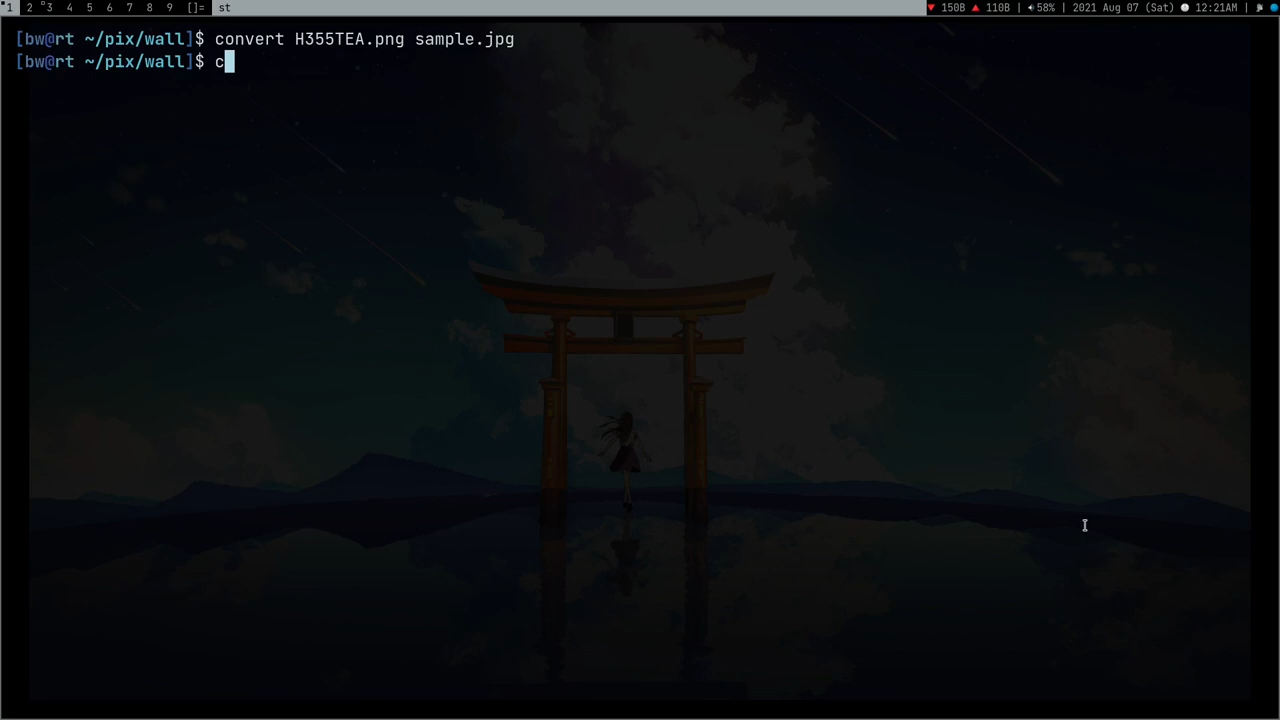 1 2 3 4 5 6 7 8 9 []= st 150B 110B | 58% | 2021 Aug 07 (Sat) 12:21AM |
[bw@rt ~/pix/wall]$ convert H355TEA.png sample.jpg
[bw@rt ~/pix/wall]$ c